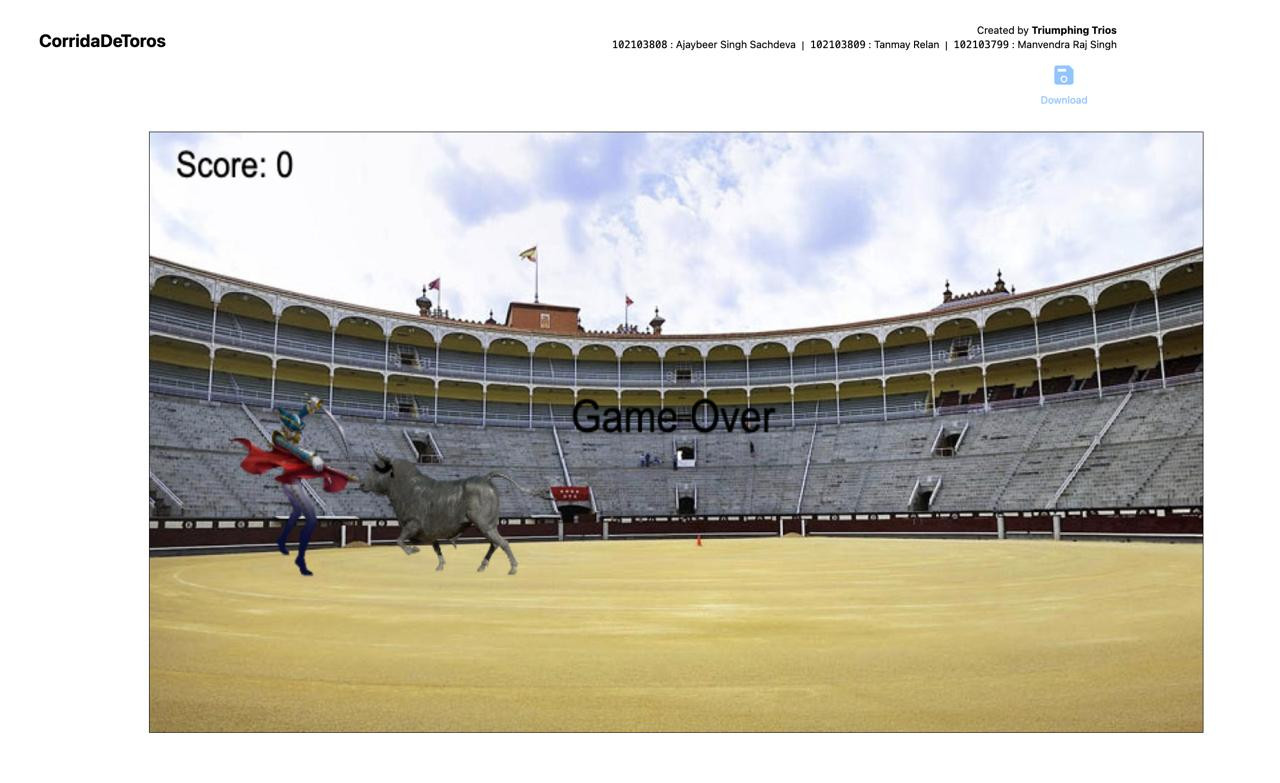 CorridaDeToros
Created by Triumphing Trios
102103808 : Ajaybeer Singh Sachdeva | 102103809 : Tanmay Relan | 102103799 : Manvendra Raj Singh
Download
Score: 0
Game Over